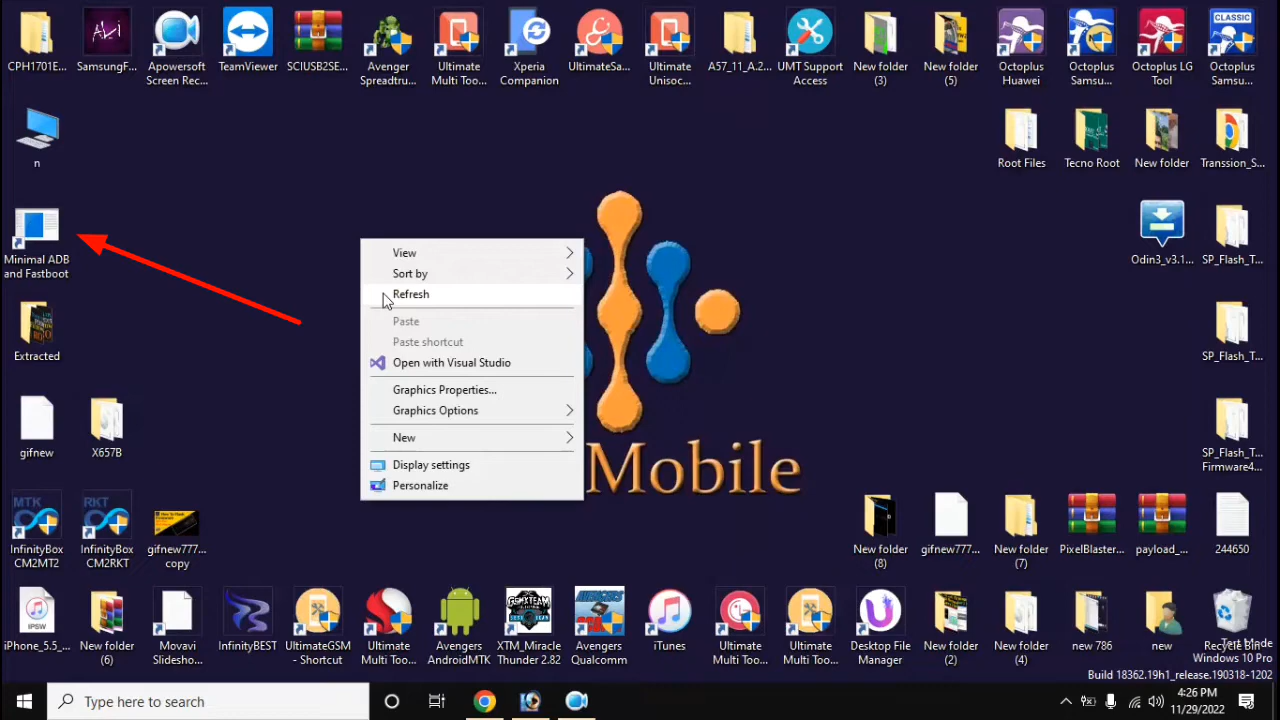 CPH1701E...
SamsungF...
Apowersoft
Screen Rec...
TeamViewer
SCIUSB2SE...
Avenger
Spreadtru...
Ultimate
Multi Too...
Xperia
Companion
UltimateSa...
Ultimate
Unisoc...
A57_11_A.2...
UMT Support
Access
New folder
(3)
New folder
(5)
Octoplus
Huawei
Octoplus
Samsu...
Octoplus LG
Tool
CLASSIC
Octoplus
Samsu...
n
Root Files
Tecno Root
New folder
Transsion_S...
Minimal ADB
and Fastboot
Odin3_v3.1...
SP_Flash_T...
View
Sort by
Refresh
Paste
Paste shortcut
Open with Visual Studio
Graphics Properties...
Graphics Options
New
Display settings
Personalize
Mobile
Extracted
SP_Flash_T...
gifnew
X657B
SP_Flash_T...
Firmware4...
MTK
InfinityBox
CM2MT2
RKT
InfinityBox
CM2RKT
gifnew777...
copy
New folder
(8)
gifnew777...
New folder
(7)
PixelBlaster...
payload_...
244650
IPSW
iPhone_5.5_...
New folder
(6)
Movavi
Slidesho...
InfinityBEST
UltimateGSM
- Shortcut
Ultimate
Multi Too...
Avengers
AndroidMTK
GSMXTEAM
XTM_Miracle
Thunder 2.82
AVENGERS
Avengers
Qualcomm
iTunes
Ultimate
Multi Too...
Ultimate
Multi Too...
Desktop File
Manager
New folder
(2)
New folder
(4)
new 786
new
Recycle Bin
Test Mode
Windows 10 Pro
Build 18362.19h1_release.190318-1202
Type here to search
4:26 PM
11/29/2022